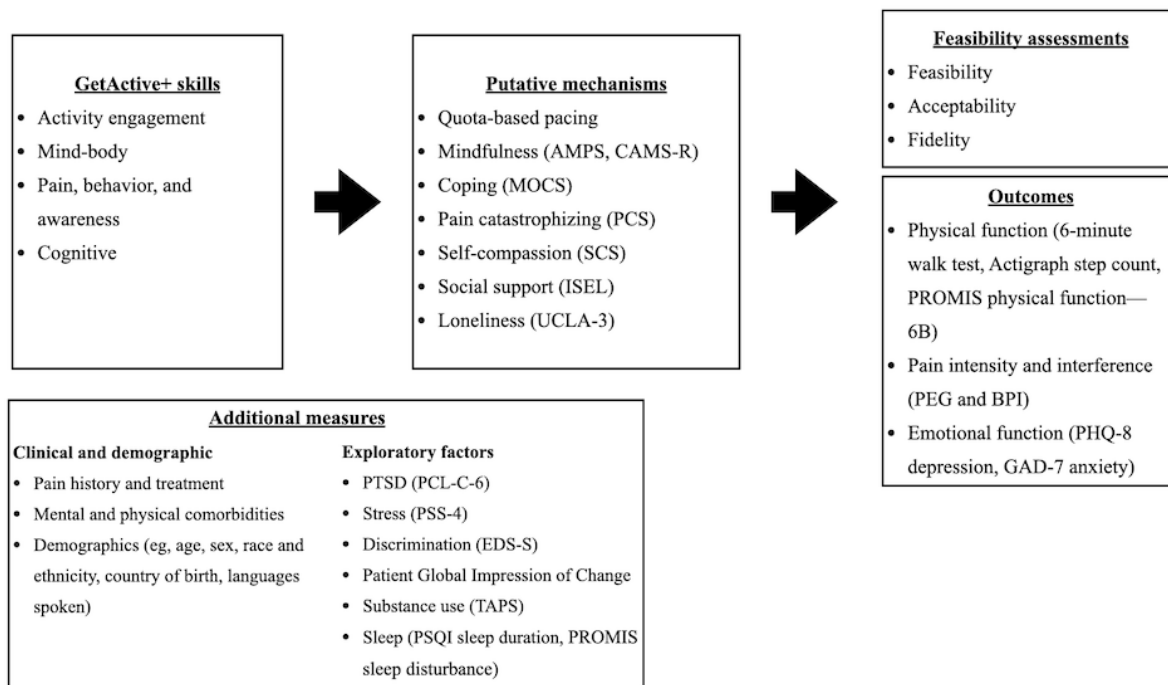 GetActive+ skills
• Activity engagement
• Mind-body
• Pain, behavior, and
awareness
• Cognitive
Putative mechanisms
• Quota-based pacing
• Mindfulness (AMPS, CAMS-R)
• Coping (MOCS)
• Pain catastrophizing (PCS)
• Self-compassion (SCS)
• Social support (ISEL)
• Loneliness (UCLA-3)
Feasibility assessments
• Feasibility
• Acceptability
• Fidelity
Outcomes
• Physical function (6-minute
walk test, Actigraph step count,
PROMIS physical function—
6B)
• Pain intensity and interference
(PEG and BPI)
• Emotional function (PHQ-8
depression, GAD-7 anxiety)
Additional measures
Clinical and demographic
• Pain history and treatment
• Mental and physical comorbidities
• Demographics (eg, age, sex, race and
ethnicity, country of birth, languages
spoken)
Exploratory factors
• PTSD (PCL-C-6)
• Stress (PSS-4)
• Discrimination (EDS-S)
• Patient Global Impression of Change
• Substance use (TAPS)
• Sleep (PSQI sleep duration, PROMIS
sleep disturbance)